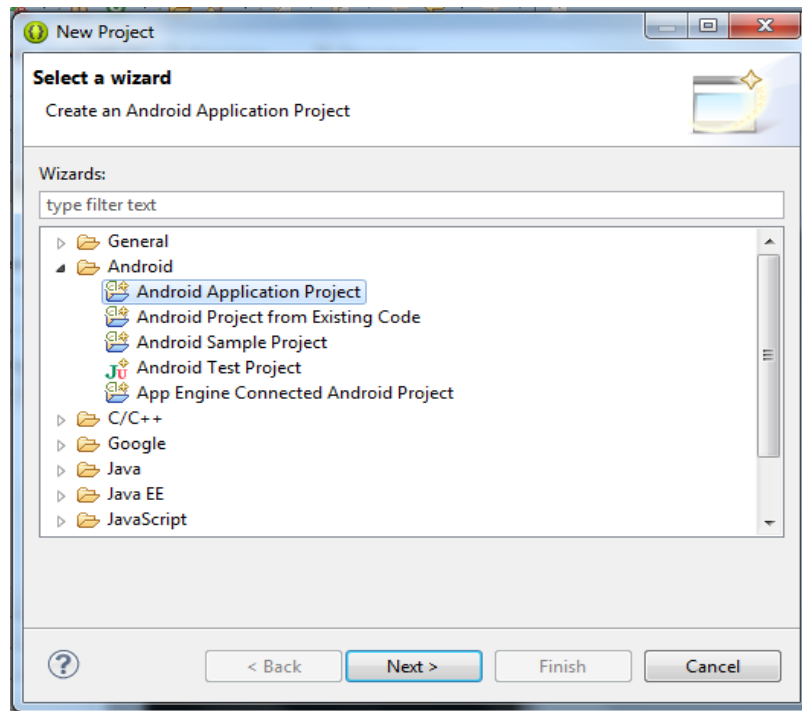 New Project
Select a wizard
Create an Android Application Project
Wizards:
type filter text
General
Android
Android Application Project
Android Project from Existing Code
Android Sample Project
Android Test Project
App Engine Connected Android Project
C/C++
Google
Java
Java EE
JavaScript
< Back Next > Finish Cancel